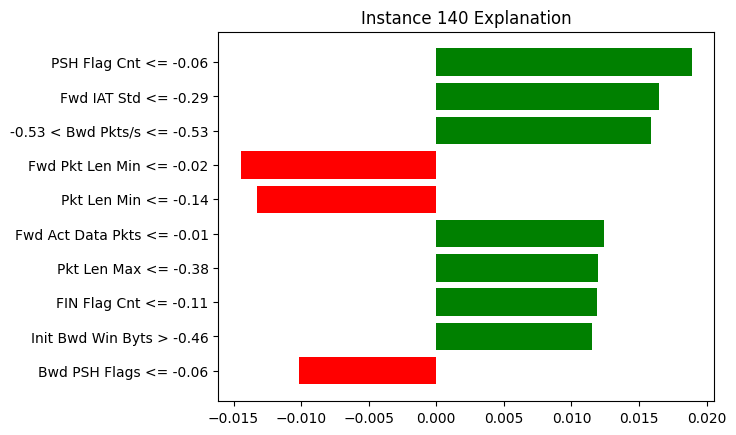 Instance 140 Explanation
PSH Flag Cnt <= -0.06
Fwd IAT Std <= -0.29
-0.53 < Bwd Pkts/s <= -0.53
Fwd Pkt Len Min <= -0.02
Pkt Len Min <= -0.14
Fwd Act Data Pkts <= -0.01
Pkt Len Max <= -0.38
FIN Flag Cnt <= -0.11
Init Bwd Win Byts > -0.46
Bwd PSH Flags <= -0.06
−0.015 −0.010 −0.005 0.000 0.005 0.010 0.015 0.020